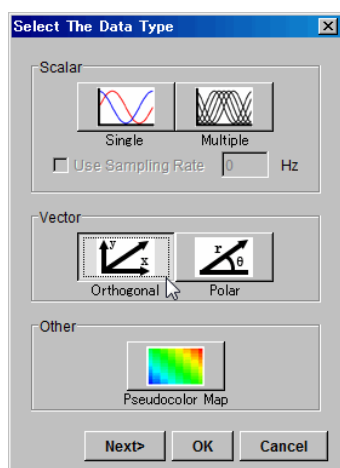 Select The Data Type
Scalar
Single Multiple
Use Sampling Rate 0 Hz
Vector
y x r θ
Orthogonal Polar
Other
Pseudocolor Map
Next> OK Cancel